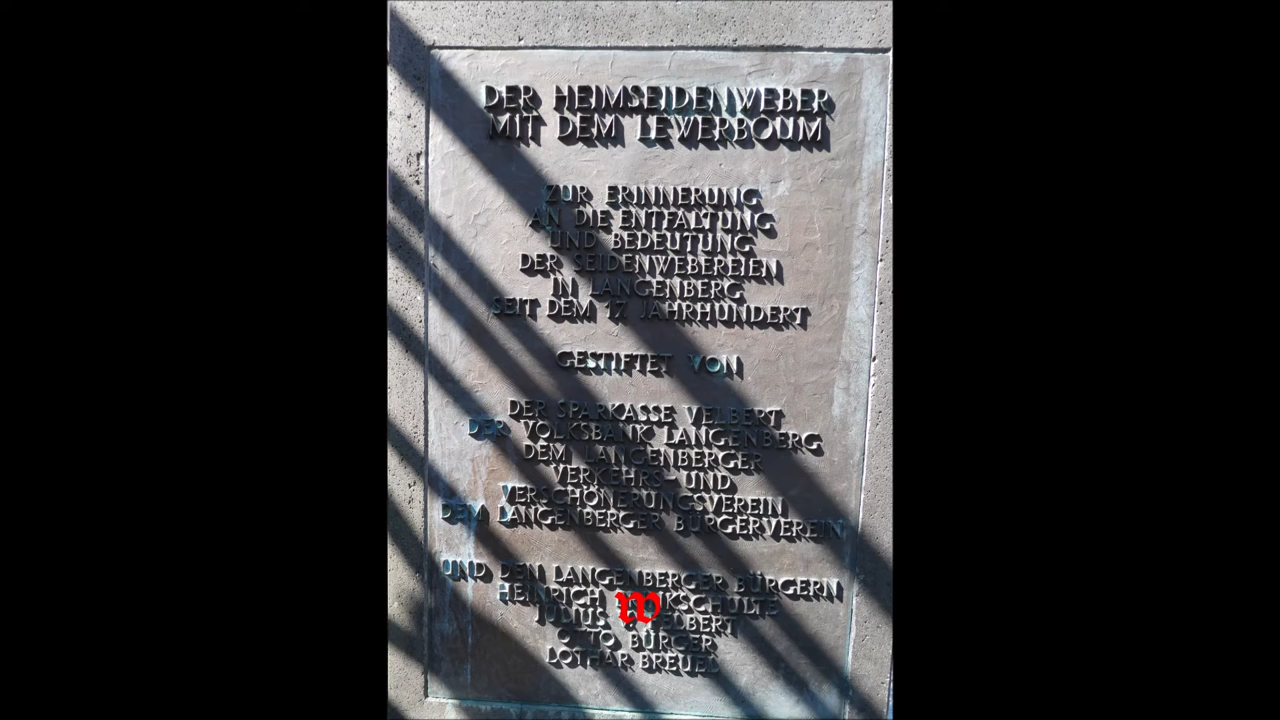 DER HEIMSEIDENWEBER
MIT DEM LEWERBOUM
ZUR ERINNERUNG
AN DIE ENTFALTUNG
UND BEDEUTUNG
DER SEIDENWEBEREIEN
IN LANGENBERG
SEIT DEM 17. JAHRHUNDERT
GESTIFTET VON
DER SPARKASSE VELBERT
DER VOLKSBANK LANGENBERG
DEM LANGENBERGER
VERKEHRS- UND
VERSCHÖNERUNGSVEREIN
DEM LANGENBERGER BÜRGERVEREIN
UND DEN LANGENBERGER BÜRGERN
HEINRICH
JULIUS
OTTO BÜRGER
LOTHAR BREUER
W